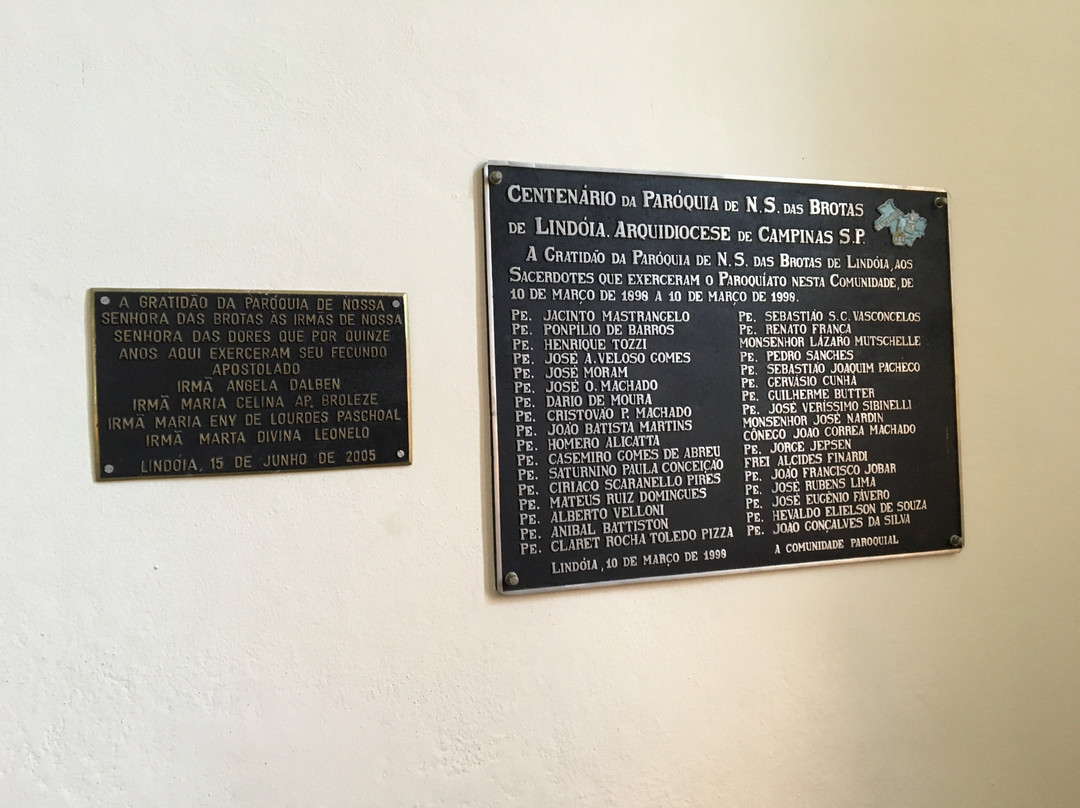 A GRATIDÃO DA PARÓQUIA DE NOSSA
SENHORA DAS BROTAS ÀS IRMÃS DE NOSSA
SENHORA DAS DORES QUE POR QUINZE
ANOS AQUI EXERCERAM SEU FECUNDO
APOSTOLADO
IRMÃ ANGELA DALBEN
IRMÃ MARIA CELINA AP. BROLEZE
IRMÃ MARIA ENY DE LOURDES PASCHOAL
IRMÃ MARTA DIVINA LEONELO
LINDÓIA, 15 DE JUNHO DE 2005
CENTENÁRIO DA PARÓQUIA DE N.S. DAS BROTAS
DE LINDÓIA. ARQUIDIOCESE DE CAMPINAS S.P.
A GRATIDÃO DA PARÓQUIA DE N.S. DAS BROTAS DE LINDÓIA, AOS
SACERDOTES QUE EXERCERAM O PAROQUÍATO NESTA COMUNIDADE, DE
10 DE MARÇO DE 1898 A 10 DE MARÇO DE 1998.
PE. JACINTO MASTRANGELO
PE. PONPÍLIO DE BARROS
PE. HENRIQUE TOZZI
PE. JOSÉ A. VELOSO GOMES
PE. JOSÉ MORAM
PE. JOSÉ O. MACHADO
PE. DARIO DE MOURA
PE. CRISTOVÃO P. MACHADO
PE. JOÃO BATISTA MARTINS
PE. HOMERO ALICATTA
PE. CASEMIRO GOMES DE ABREU
PE. SATURNINO PAULA CONCEIÇÃO
PE. CIRIACO SCARANELLO PIRES
PE. MATEUS RUIZ DOMINGUES
PE. ALBERTO VELLONI
PE. ANIBAL BATTISTON
PE. CLARET ROCHA TOLEDO PIZZA
LINDÓIA, 10 DE MARÇO DE 1998
PE. SEBASTIÃO S.C. VASCONCELOS
PE. RENATO FRANÇA
MONSENHOR LÁZARO MUTSCHELLE
PE. PEDRO SANCHES
PE. SEBASTIÃO JOAQUIM PACHECO
PE. GERVÁSIO CUNHA
PE. GUILHERME BUTTER
PE. JOSÉ VERÍSSIMO SIBINELLI
MONSENHOR JOSÉ NARDIN
CÔNEGO JOÃO CORREA MACHADO
PE. JORGE JEPSEN
FREI ALCIDES FINARDI
PE. JOÃO FRANCISCO JOBAR
PE. JOSÉ RUBENS LIMA
PE. JOSÉ EUGÊNIO FÁVERO
PE. HEVALDO ELIELSON DE SOUZA
PE. JOÃO GONÇALVES DA SILVA
A COMUNIDADE PAROQUIAL